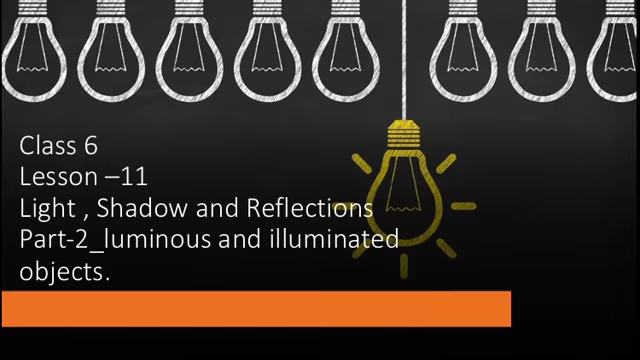 Class 6
Lesson –11
Light , Shadow and Reflections
Part-2_luminous and illuminated
objects.